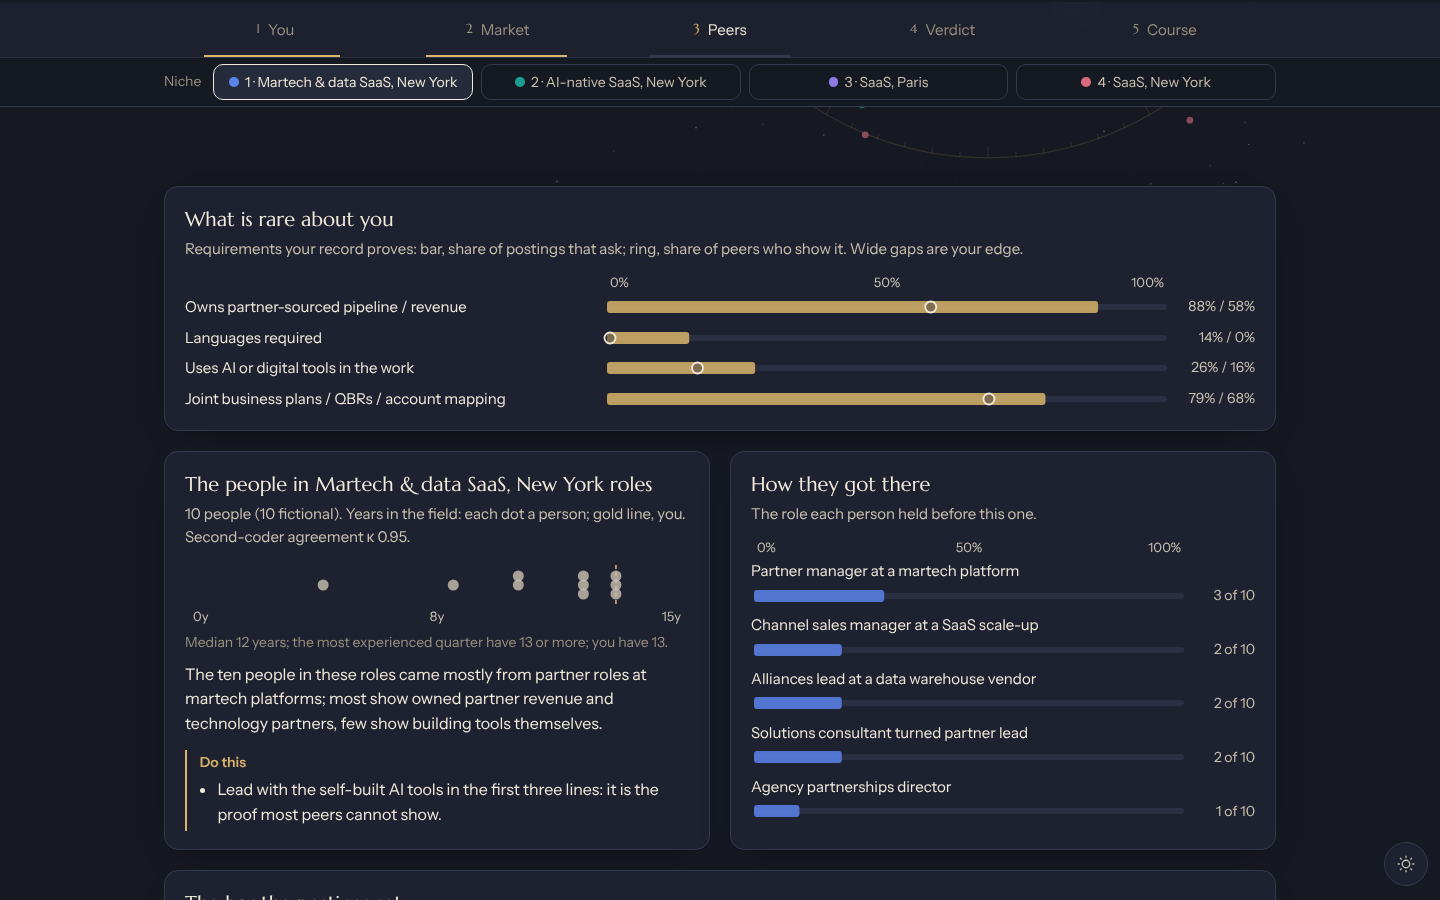 1 You
2 Market
3 Peers
4 Verdict
5 Course
Niche
1 · Martech & data SaaS, New York
2 · AI-native SaaS, New York
3 · SaaS, Paris
4 · SaaS, New York
What is rare about you
Requirements your record proves: bar, share of postings that ask; ring, share of peers who show it. Wide gaps are your edge.
0% 50% 100%
Owns partner-sourced pipeline / revenue 88% / 58%
Languages required 14% / 0%
Uses AI or digital tools in the work 26% / 16%
Joint business plans / QBRs / account mapping 79% / 68%
The people in Martech & data SaaS, New York roles
10 people (10 fictional). Years in the field: each dot a person; gold line, you.
Second-coder agreement κ 0.95.
0y 8y 15y
Median 12 years; the most experienced quarter have 13 or more; you have 13.
The ten people in these roles came mostly from partner roles at
martech platforms; most show owned partner revenue and
technology partners, few show building tools themselves.
Do this
• Lead with the self-built AI tools in the first three lines: it is the
proof most peers cannot show.
How they got there
The role each person held before this one.
0% 50% 100%
Partner manager at a martech platform
3 of 10
Channel sales manager at a SaaS scale-up
2 of 10
Alliances lead at a data warehouse vendor
2 of 10
Solutions consultant turned partner lead
2 of 10
Agency partnerships director
1 of 10